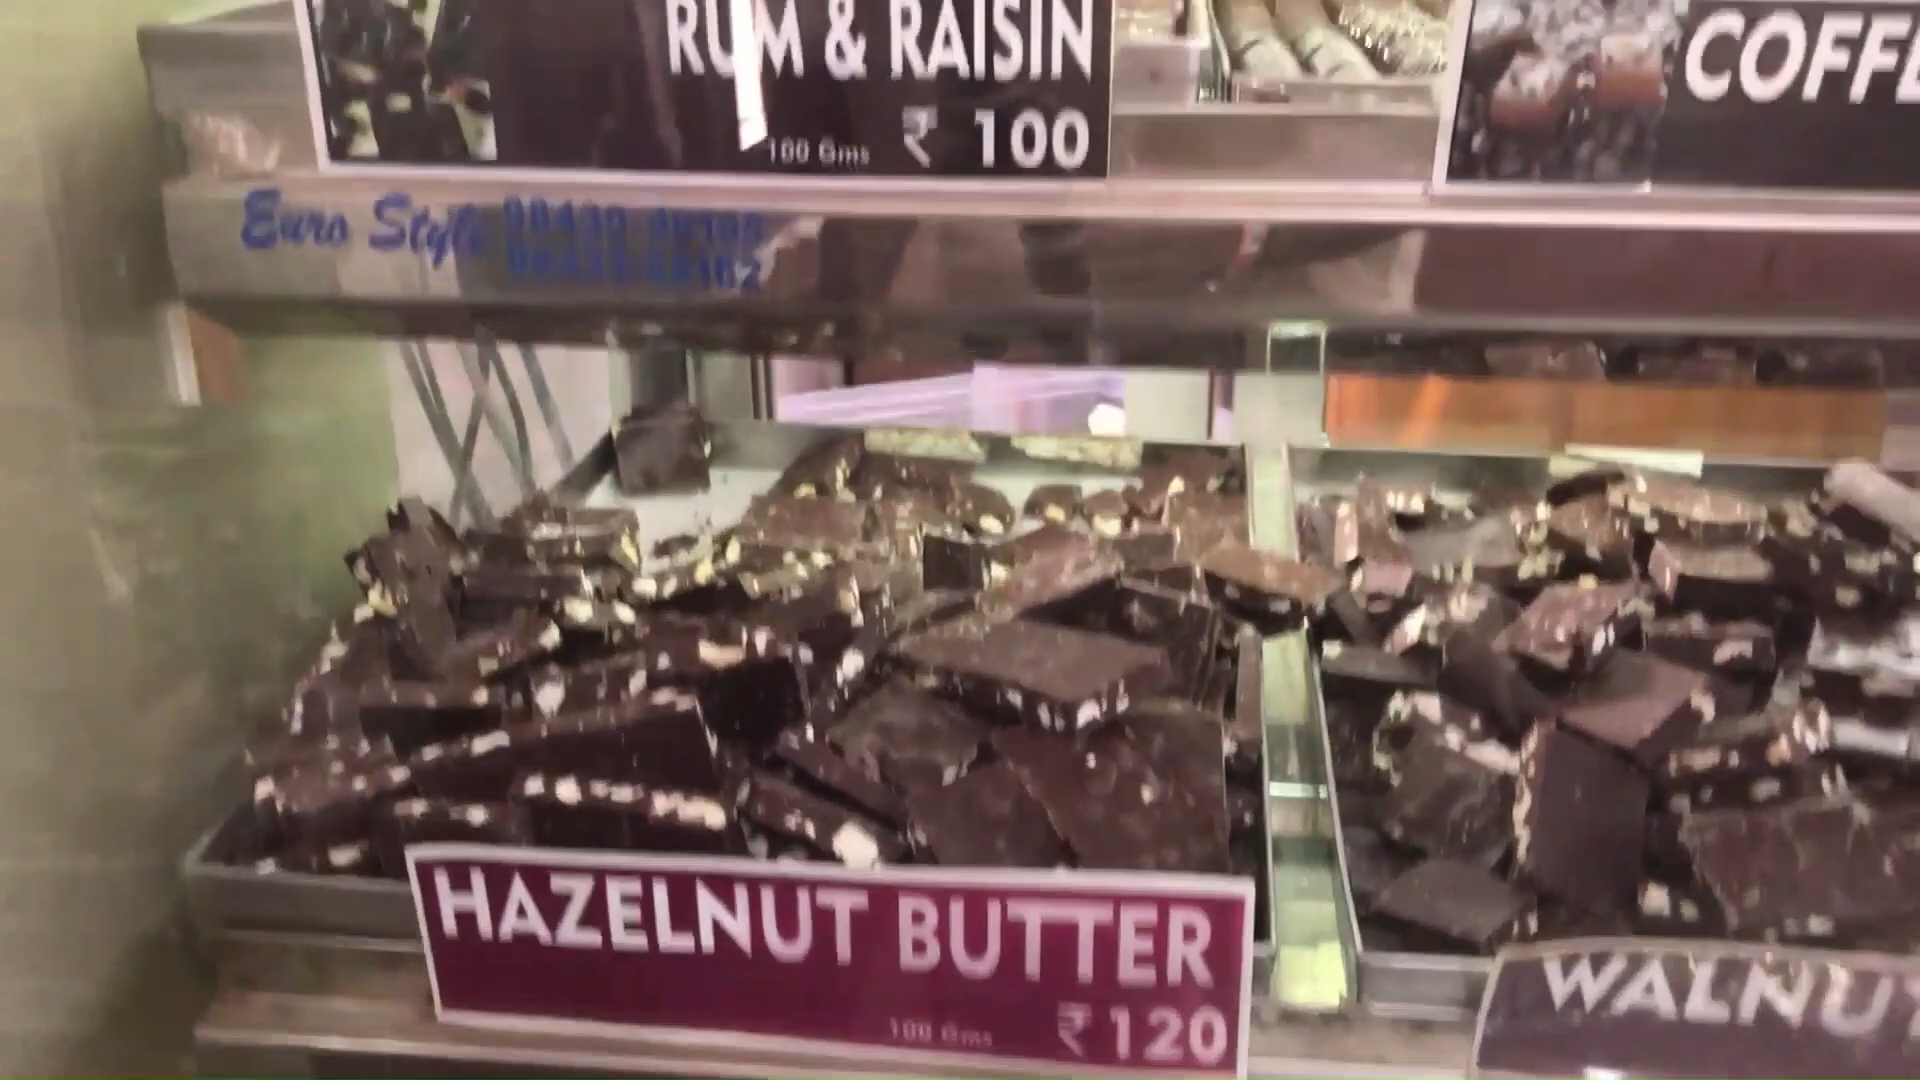 RUM & RAISIN
100 Gms ₹ 100
COFFE
Euro Style
HAZELNUT BUTTER
100 Gms ₹ 120
WALNUT